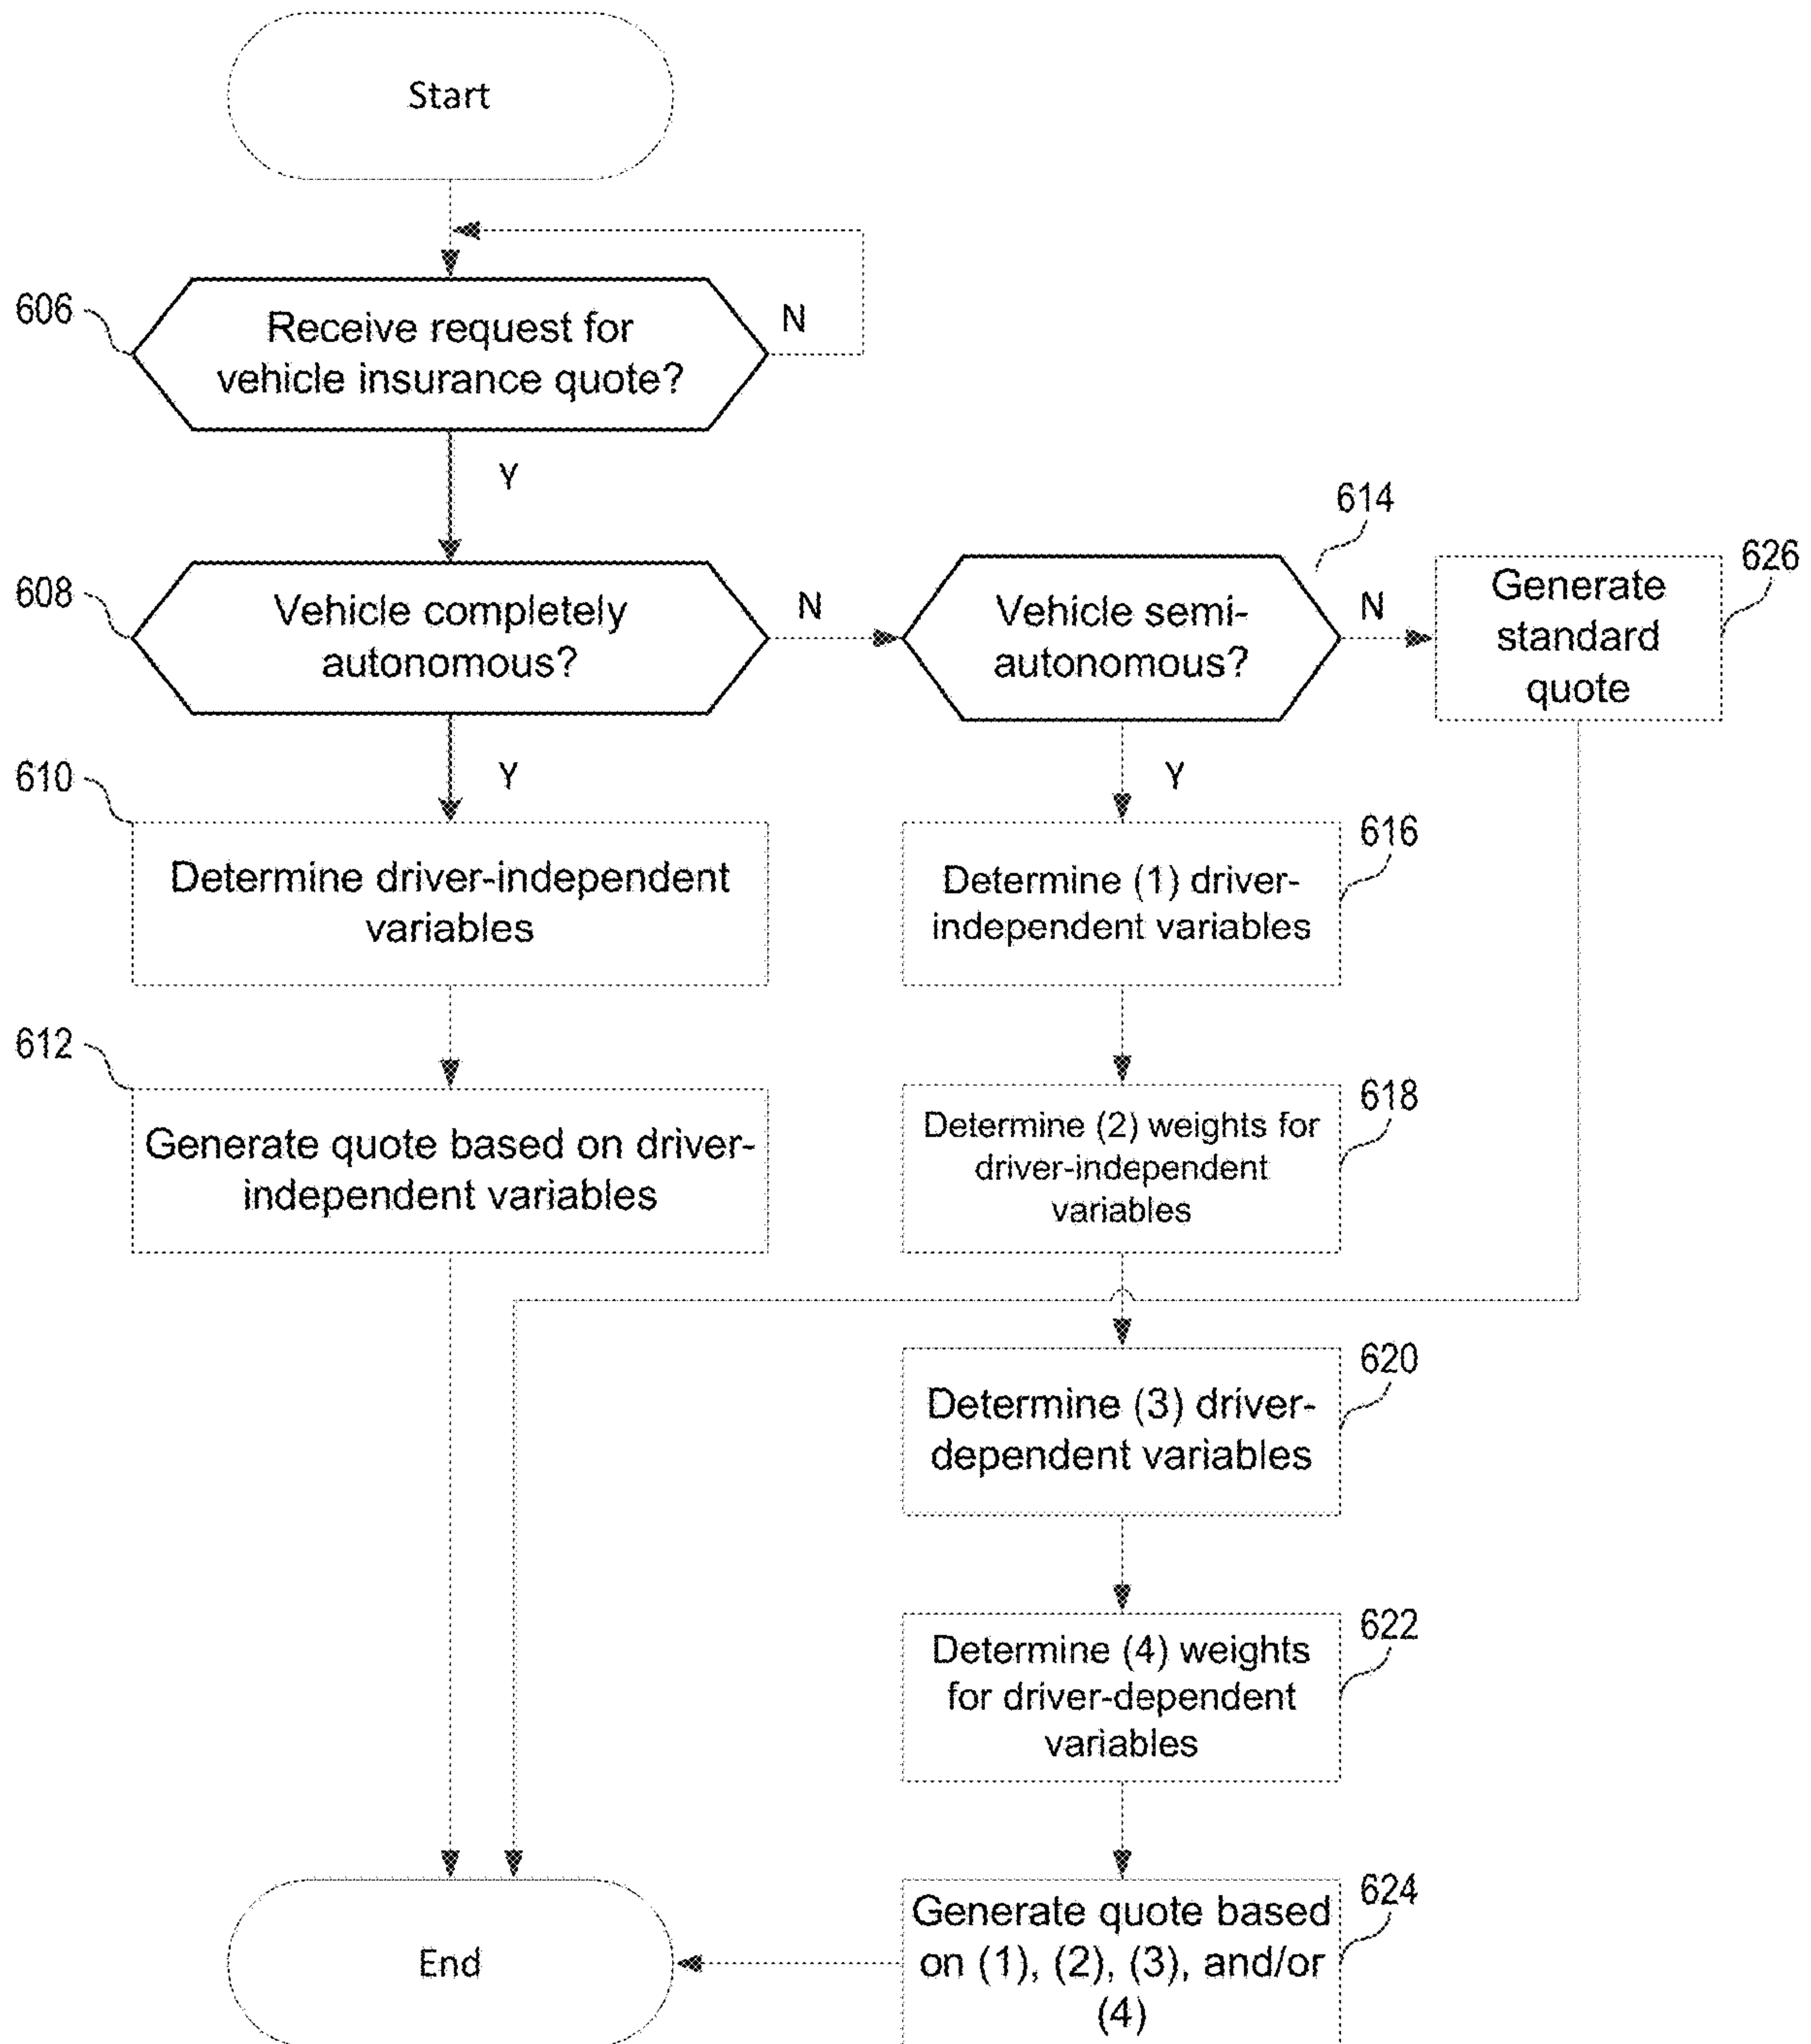 Start
606
Receive request for
vehicle insurance quote?
N
Y
614
608
Vehicle completely
autonomous?
N
Vehicle semi-
autonomous?
N
Generate
standard
quote
626
Y
Y
610
Determine driver-independent
variables
616
Determine (1) driver-
independent variables
612
Generate quote based on driver-
independent variables
618
Determine (2) weights for
driver-independent
variables
620
Determine (3) driver-
dependent variables
622
Determine (4) weights
for driver-dependent
variables
624
Generate quote based
on (1), (2), (3), and/or
(4)
End